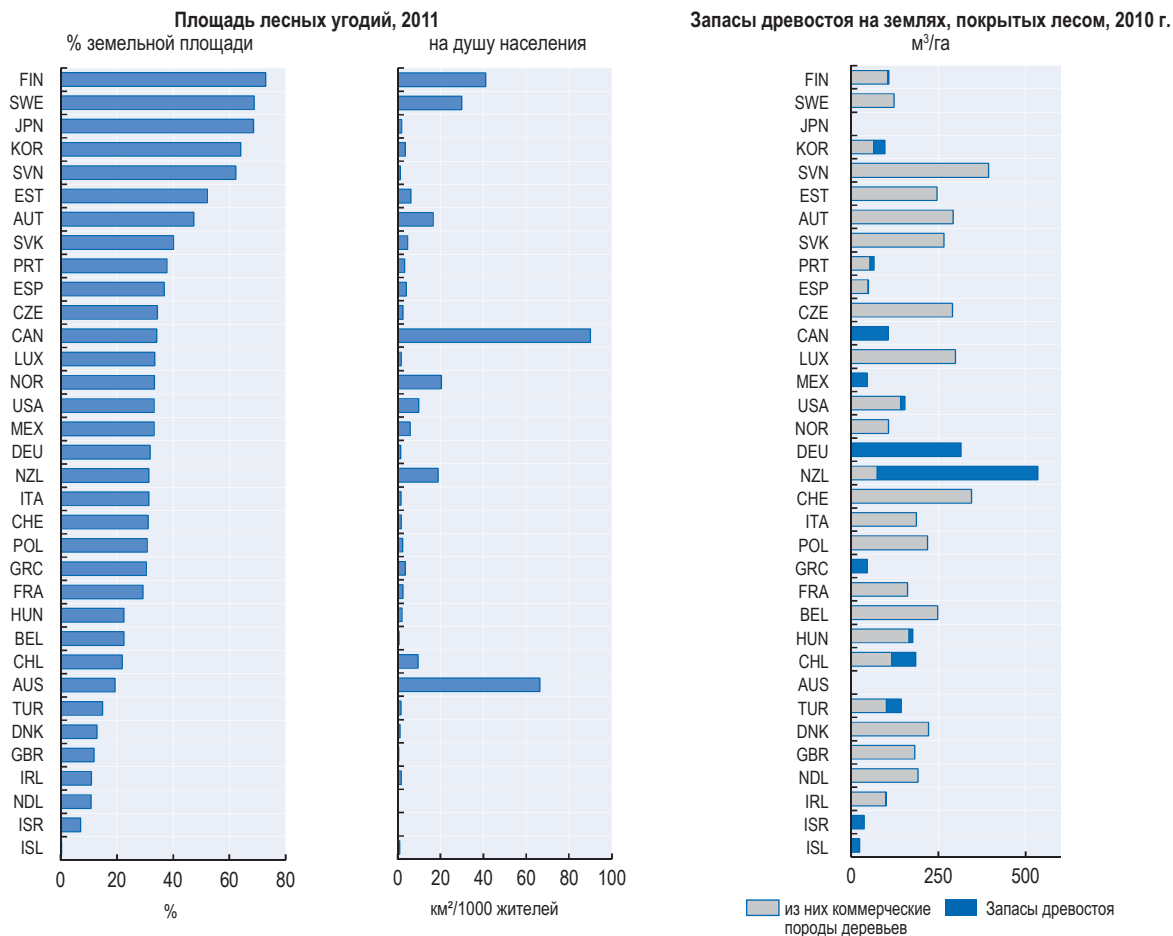 Площадь лесных угодий, 2011
% земельной площади
на душу населения
FIN
SWE
JPN
KOR
SVN
EST
AUT
SVK
PRT
ESP
CZE
CAN
LUX
NOR
USA
MEX
DEU
NZL
ITA
CHE
POL
GRC
FRA
HUN
BEL
CHL
AUS
TUR
DNK
GBR
IRL
NDL
ISR
ISL
0 20 40 60 80
%
0 20 40 60 80 100
км²/1000 жителей
Запасы древостоя на землях, покрытых лесом, 2010 г.
м³/га
FIN
SWE
JPN
KOR
SVN
EST
AUT
SVK
PRT
ESP
CZE
CAN
LUX
MEX
USA
NOR
DEU
NZL
CHE
ITA
POL
GRC
FRA
BEL
HUN
CHL
AUS
TUR
DNK
GBR
NDL
IRL
ISR
ISL
0 250 500
из них коммерческие
породы деревьев
Запасы древостоя